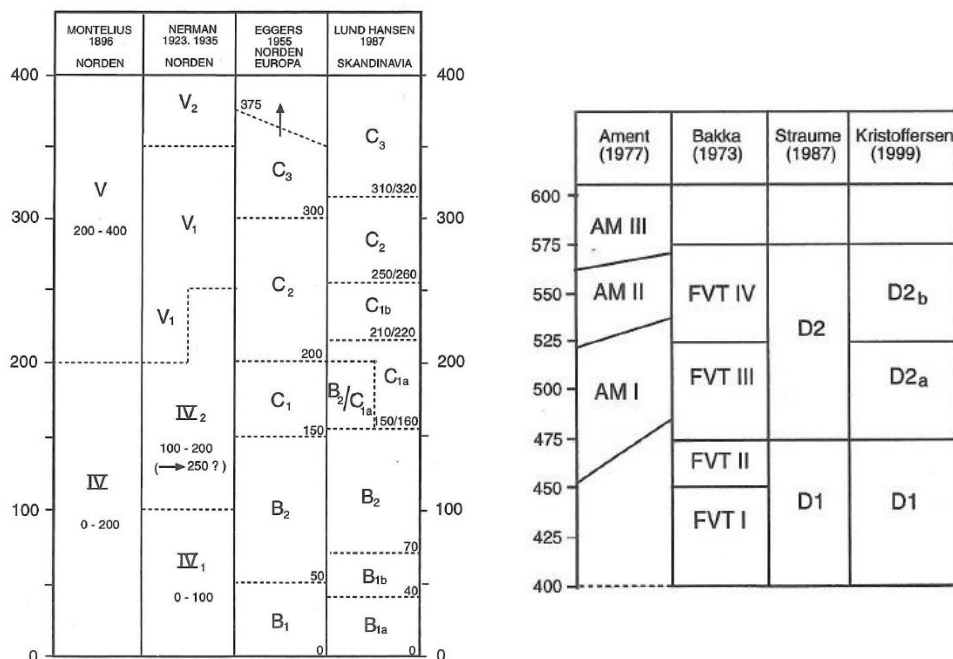 MONTELIUS
1896
NORDEN
NERMAN
1923. 1935
NORDEN
EGGERS
1955
NORDEN
EUROPA
LUND HANSEN
1987
SKANDINAVIA
400
300
200
100
0
V
200 - 400
IV
0 - 200
V2
V1
V1
IV2
100 - 200
( → 250 ? )
IV1
0 - 100
375
C3
300
C2
200
C1
150
B2
50
B1
0
C3
310/320
C2
250/260
C1b
210/220
B2/C1a
C1a
150/160
B2
70
B1b
40
B1a
0
400
300
200
100
0
Ament
(1977)
Bakka
(1973)
Straume
(1987)
Kristoffersen
(1999)
600
575
550
525
500
475
450
425
400
AM III
AM II
AM I
FVT IV
FVT III
FVT II
FVT I
D2
D1
D2b
D2a
D1